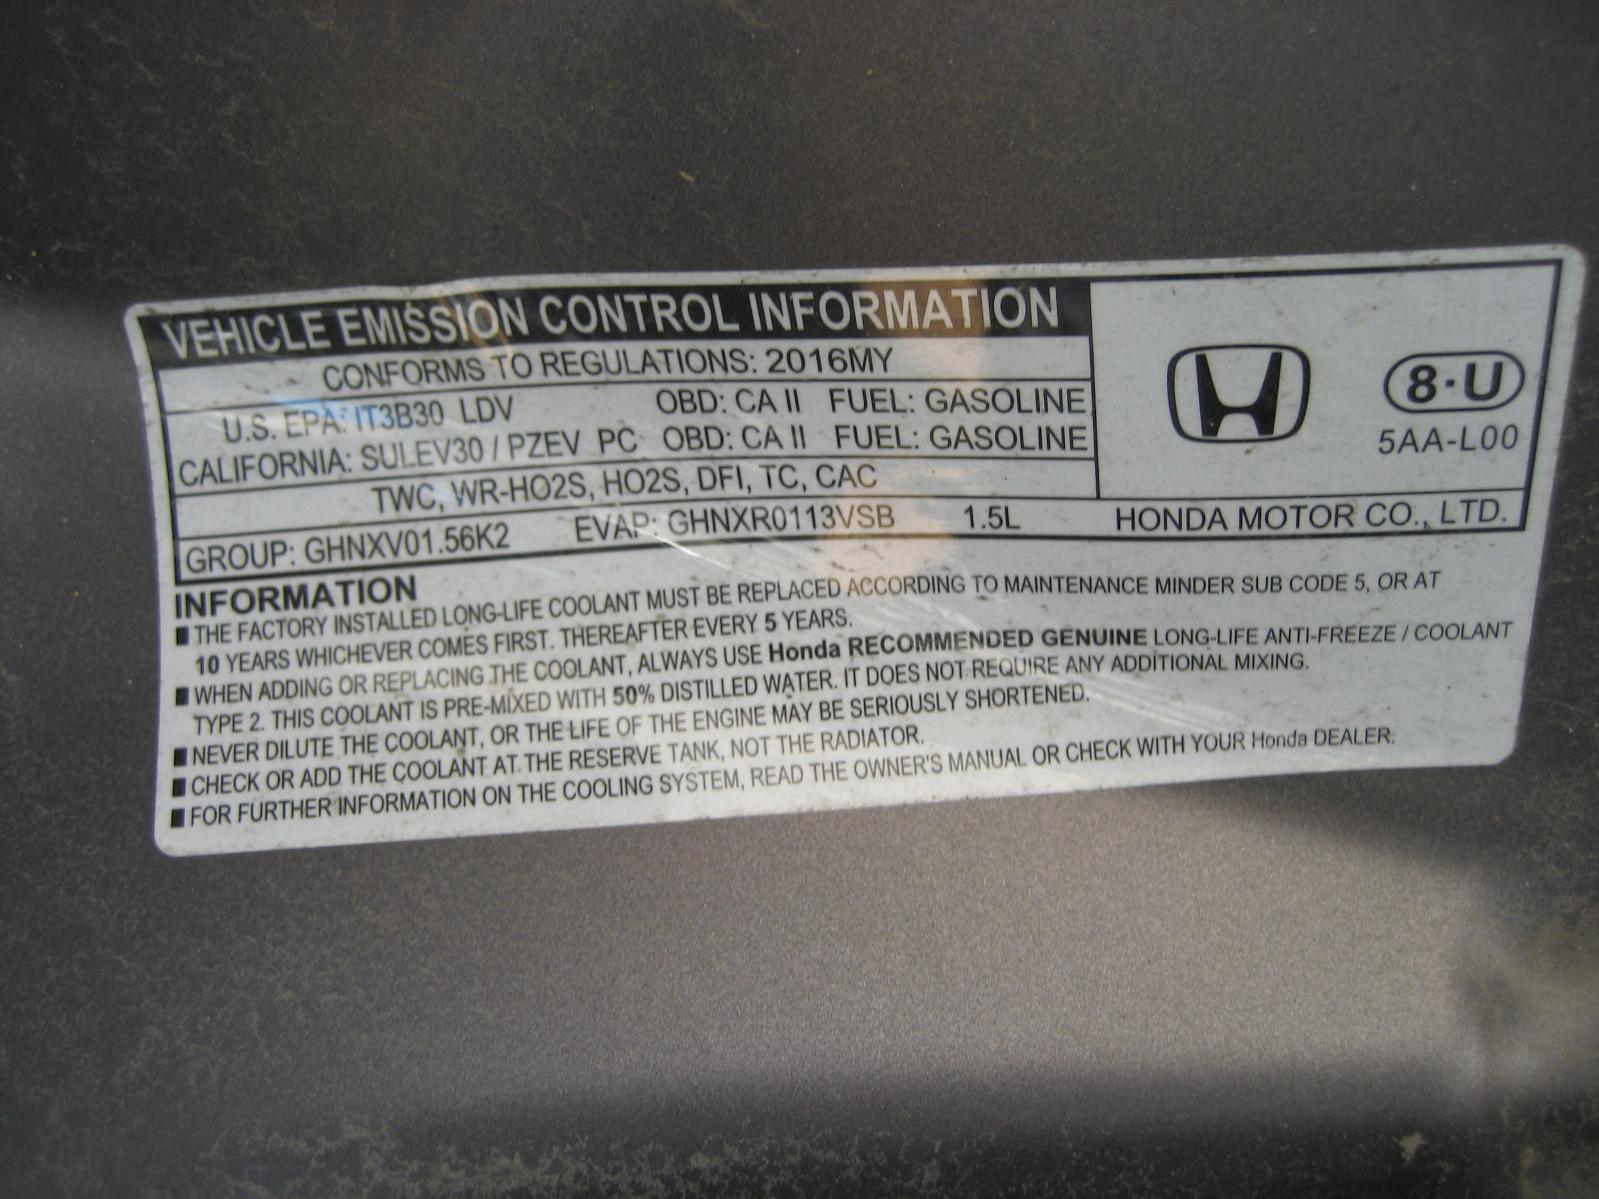 VEHICLE EMISSION CONTROL INFORMATION
CONFORMS TO REGULATIONS: 2016MY
U.S. EPA: IT3B30 LDV OBD: CA II FUEL: GASOLINE
CALIFORNIA: SULEV30 / PZEV PC OBD: CA II FUEL: GASOLINE
TWC, WR-HO2S, HO2S, DFI, TC, CAC
8·U
5AA-L00
GROUP: GHNXV01.56K2 EVAP: GHNXR0113VSB 1.5L HONDA MOTOR CO., LTD.
INFORMATION
■ THE FACTORY INSTALLED LONG-LIFE COOLANT MUST BE REPLACED ACCORDING TO MAINTENANCE MINDER SUB CODE 5, OR AT
10 YEARS WHICHEVER COMES FIRST. THEREAFTER EVERY 5 YEARS.
■ WHEN ADDING OR REPLACING THE COOLANT, ALWAYS USE Honda RECOMMENDED GENUINE LONG-LIFE ANTI-FREEZE / COOLANT
TYPE 2. THIS COOLANT IS PRE-MIXED WITH 50% DISTILLED WATER. IT DOES NOT REQUIRE ANY ADDITIONAL MIXING.
■ NEVER DILUTE THE COOLANT, OR THE LIFE OF THE ENGINE MAY BE SERIOUSLY SHORTENED.
■ CHECK OR ADD THE COOLANT AT THE RESERVE TANK, NOT THE RADIATOR.
■ FOR FURTHER INFORMATION ON THE COOLING SYSTEM, READ THE OWNER'S MANUAL OR CHECK WITH YOUR Honda DEALER.